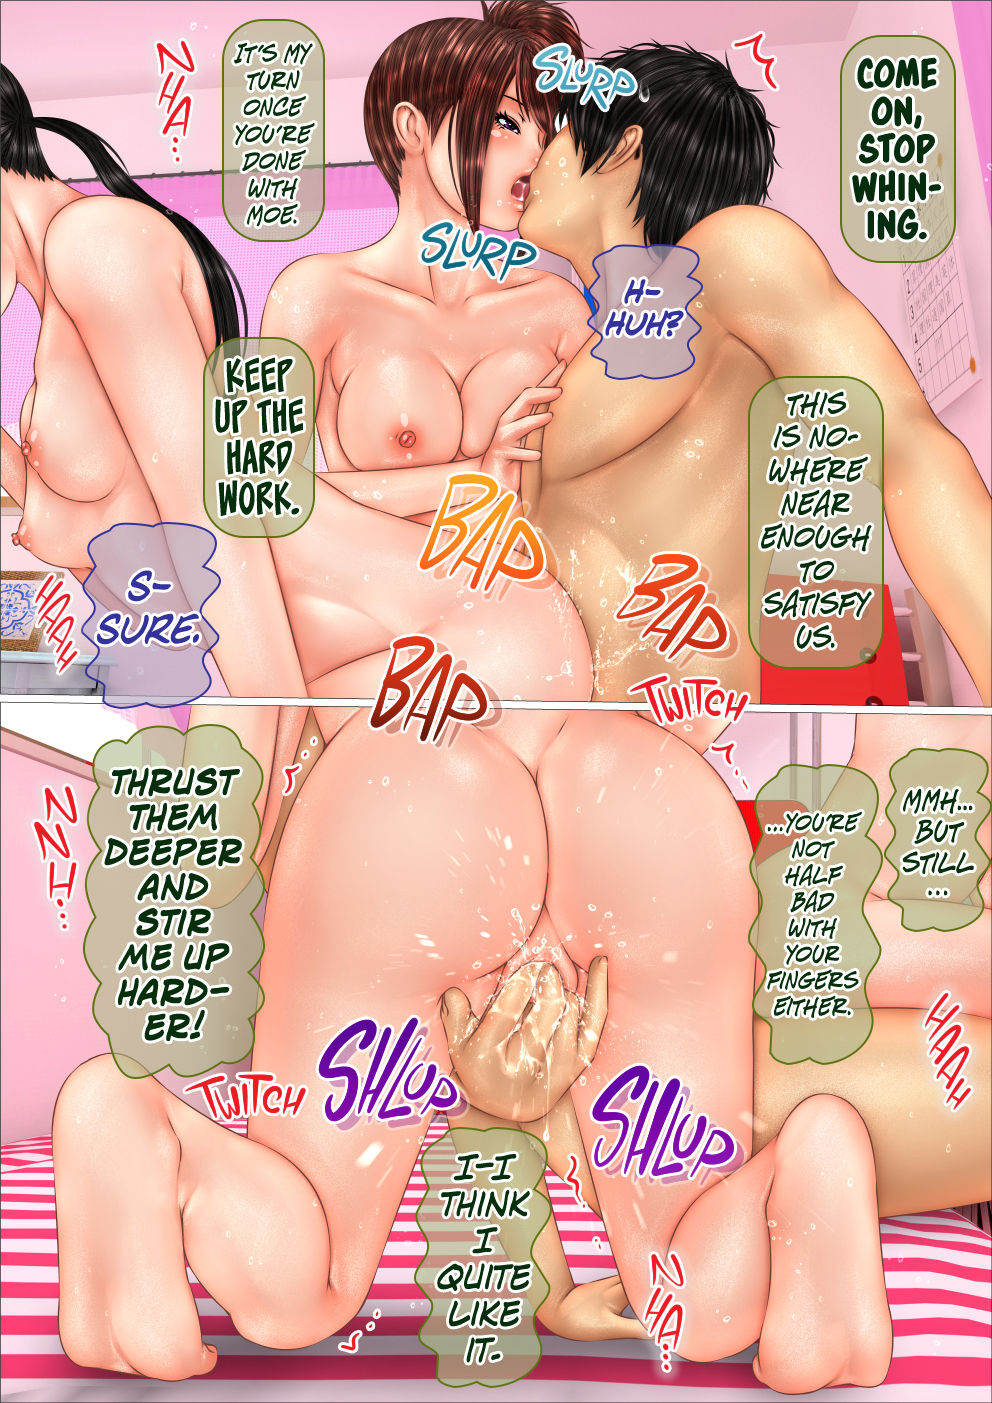 COME
ON,
STOP
WHIN-
ING.
SLURP
IT'S MY
TURN
ONCE
YOU'RE
DONE
WITH
MOE.
NHA...
SLURP
H-
HUH?
THIS
IS NO-
WHERE
NEAR
ENOUGH
TO
SATISFY
US.
KEEP
UP THE
HARD
WORK.
BAP
BAP
S-
SURE.
HAAH
BAP
TWITCH
MMH...
BUT
STILL
...
...YOU'RE
NOT
HALF
BAD
WITH
YOUR
FINGERS
EITHER.
THRUST
THEM
DEEPER
AND
STIR
ME UP
HARD-
ER!
NNH...
HAAH
SHLUP
TWITCH
SHLUP
I-I
THINK
I
QUITE
LIKE
IT.
NHA...